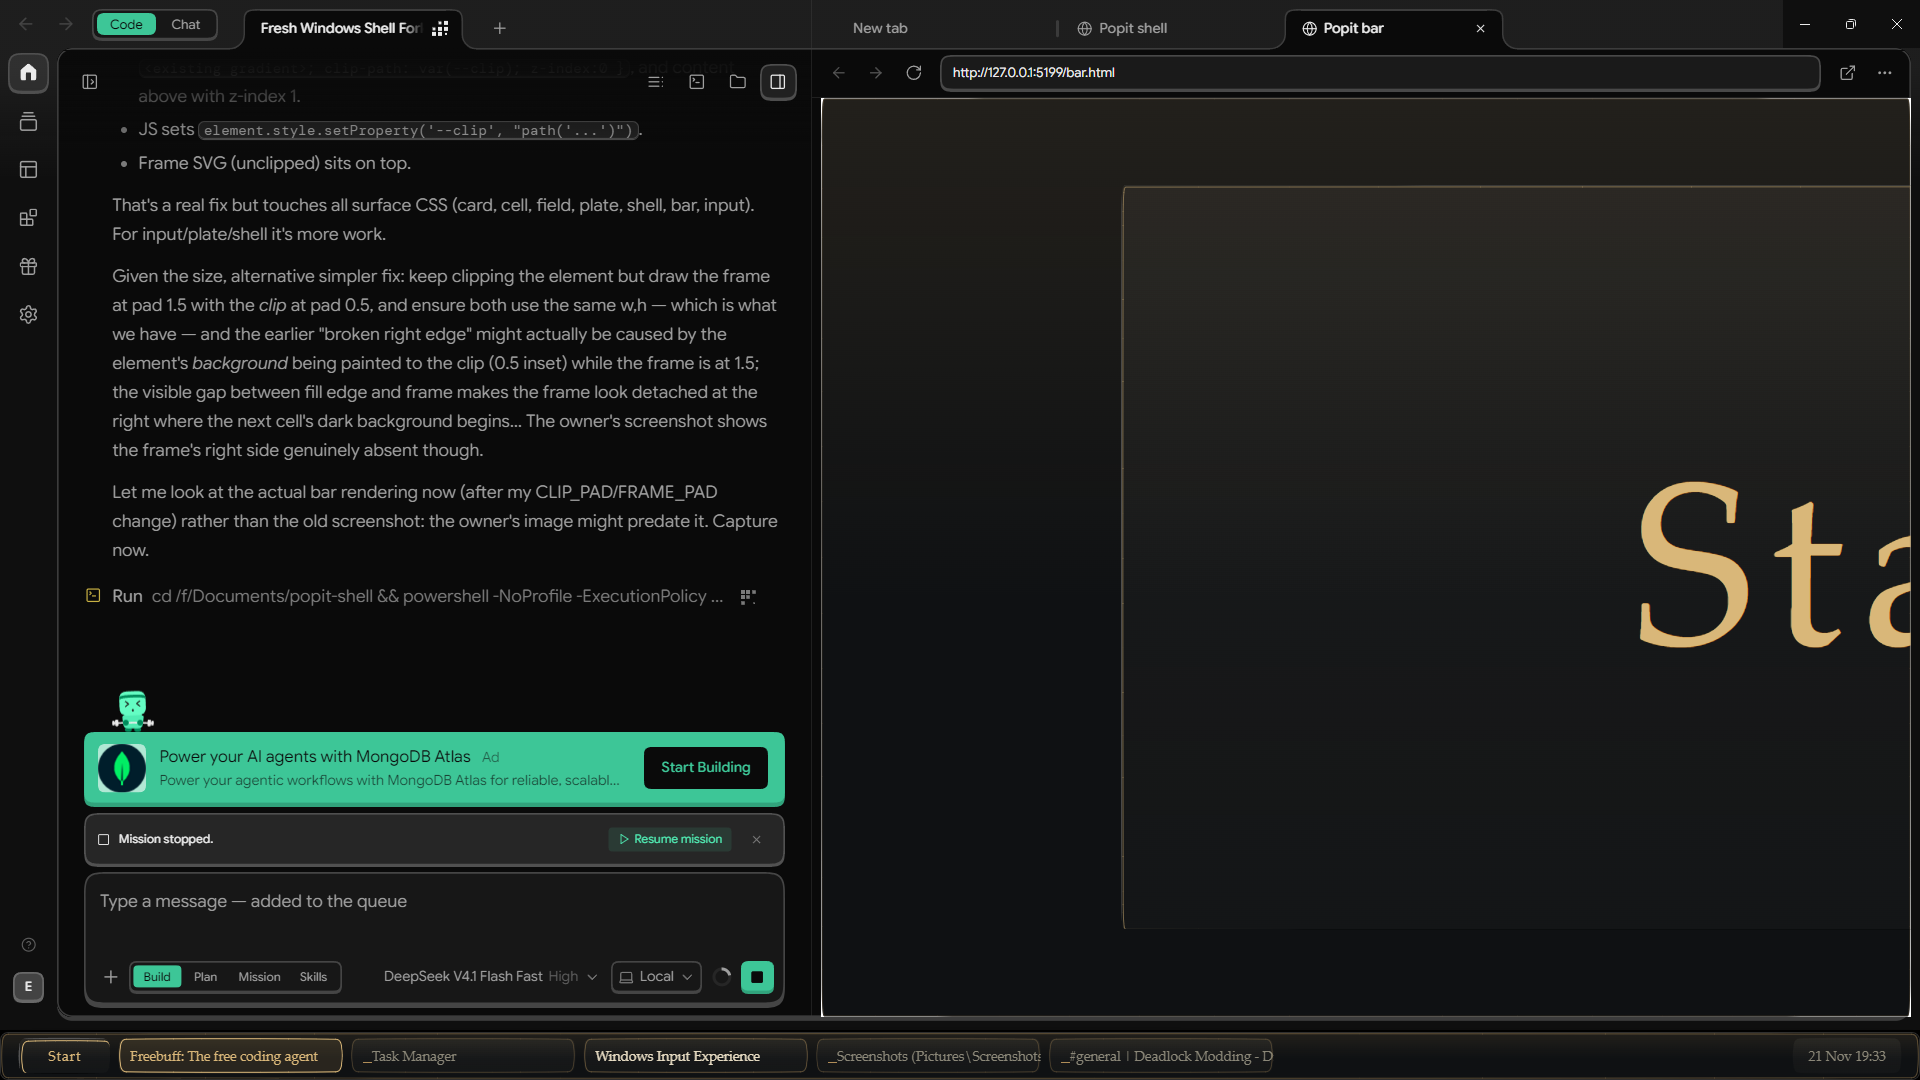 Code
Chat
Fresh Windows Shell For
New tab
Popit shell
Popit bar
http://127.0.0.1:5199/bar.html
<existing gradient>; clip-path: var(--clip); z-index:0 }, and content
above with z-index 1.
JS sets element.style.setProperty('--clip', "path('...')").
Frame SVG (unclipped) sits on top.
That's a real fix but touches all surface CSS (card, cell, field, plate, shell, bar, input).
For input/plate/shell it's more work.
Given the size, alternative simpler fix: keep clipping the element but draw the frame
at pad 1.5 with the clip at pad 0.5, and ensure both use the same w,h — which is what
we have — and the earlier "broken right edge" might actually be caused by the
element's background being painted to the clip (0.5 inset) while the frame is at 1.5;
the visible gap between fill edge and frame makes the frame look detached at the
right where the next cell's dark background begins... The owner's screenshot shows
the frame's right side genuinely absent though.
Let me look at the actual bar rendering now (after my CLIP_PAD/FRAME_PAD
change) rather than the old screenshot: the owner's image might predate it. Capture
now.
Run cd /f/Documents/popit-shell && powershell -NoProfile -ExecutionPolicy ...
Power your AI agents with MongoDB Atlas Ad
Power your agentic workflows with MongoDB Atlas for reliable, scalabl...
Start Building
Mission stopped.
Resume mission
Type a message — added to the queue
Build
Plan
Mission
Skills
DeepSeek V4.1 Flash Fast High
Local
E
Sta
Start
Freebuff: The free coding agent
_Task Manager
Windows Input Experience
_Screenshots (Pictures\Screenshots
_#general | Deadlock Modding - D
21 Nov 19:33